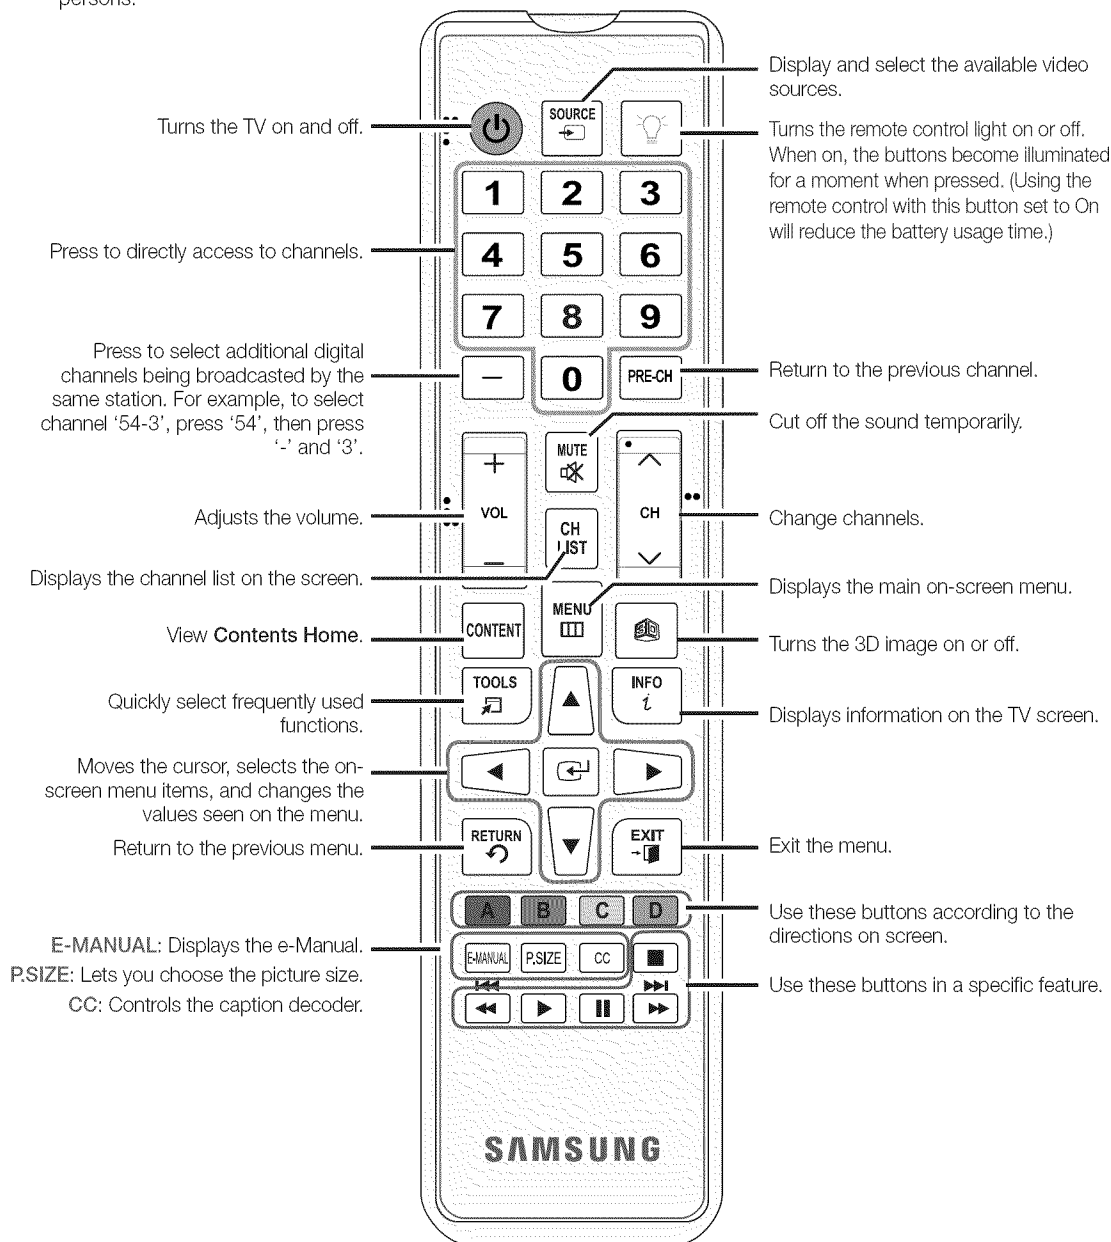 persons.
Display and select the available video
sources.
Turns the TV on and off.
SOURCE
Turns the remote control light on or off.
When on, the buttons become illuminated
for a moment when pressed. (Using the
remote control with this button set to On
will reduce the battery usage time.)
1 2 3
Press to directly access to channels.
4 5 6
7 8 9
Press to select additional digital
channels being broadcasted by the
same station. For example, to select
channel ‘54-3’, press ‘54’, then press
‘-’ and ‘3’.
— 0 PRE-CH
Return to the previous channel.
Cut off the sound temporarily.
MUTE
+
VOL
—
CH
Adjusts the volume.
Change channels.
CH
LIST
Displays the channel list on the screen.
Displays the main on-screen menu.
MENU
View Contents Home.
CONTENT
3D
Turns the 3D image on or off.
TOOLS
INFO
i
Quickly select frequently used
functions.
Displays information on the TV screen.
Moves the cursor, selects the on-
screen menu items, and changes the
values seen on the menu.
RETURN
EXIT
Return to the previous menu.
Exit the menu.
A B C D
Use these buttons according to the
directions on screen.
E-MANUAL: Displays the e-Manual.
P.SIZE: Lets you choose the picture size.
CC: Controls the caption decoder.
E-MANUAL P.SIZE CC
Use these buttons in a specific feature.
SAMSUNG